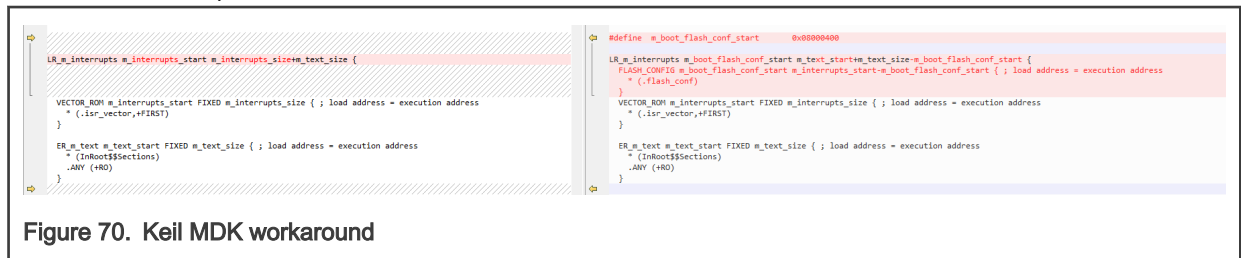 LR_m_interrupts m_interrupts_start m_interrupts_size+m_text_size {
VECTOR_ROM m_interrupts_start FIXED m_interrupts_size { ; load address = execution address
* (.isr_vector,+FIRST)
}
ER_m_text m_text_start FIXED m_text_size { ; load address = execution address
* (InRoot$$Sections)
.ANY (+RO)
}
#define m_boot_flash_conf_start 0x08000400
LR_m_interrupts m_boot_flash_conf_start m_text_start+m_text_size-m_boot_flash_conf_start {
FLASH_CONFIG m_boot_flash_conf_start m_interrupts_start-m_boot_flash_conf_start { ; load address = execution address
* (.flash_conf)
}
VECTOR_ROM m_interrupts_start FIXED m_interrupts_size { ; load address = execution address
* (.isr_vector,+FIRST)
}
ER_m_text m_text_start FIXED m_text_size { ; load address = execution address
* (InRoot$$Sections)
.ANY (+RO)
}
Figure 70. Keil MDK workaround